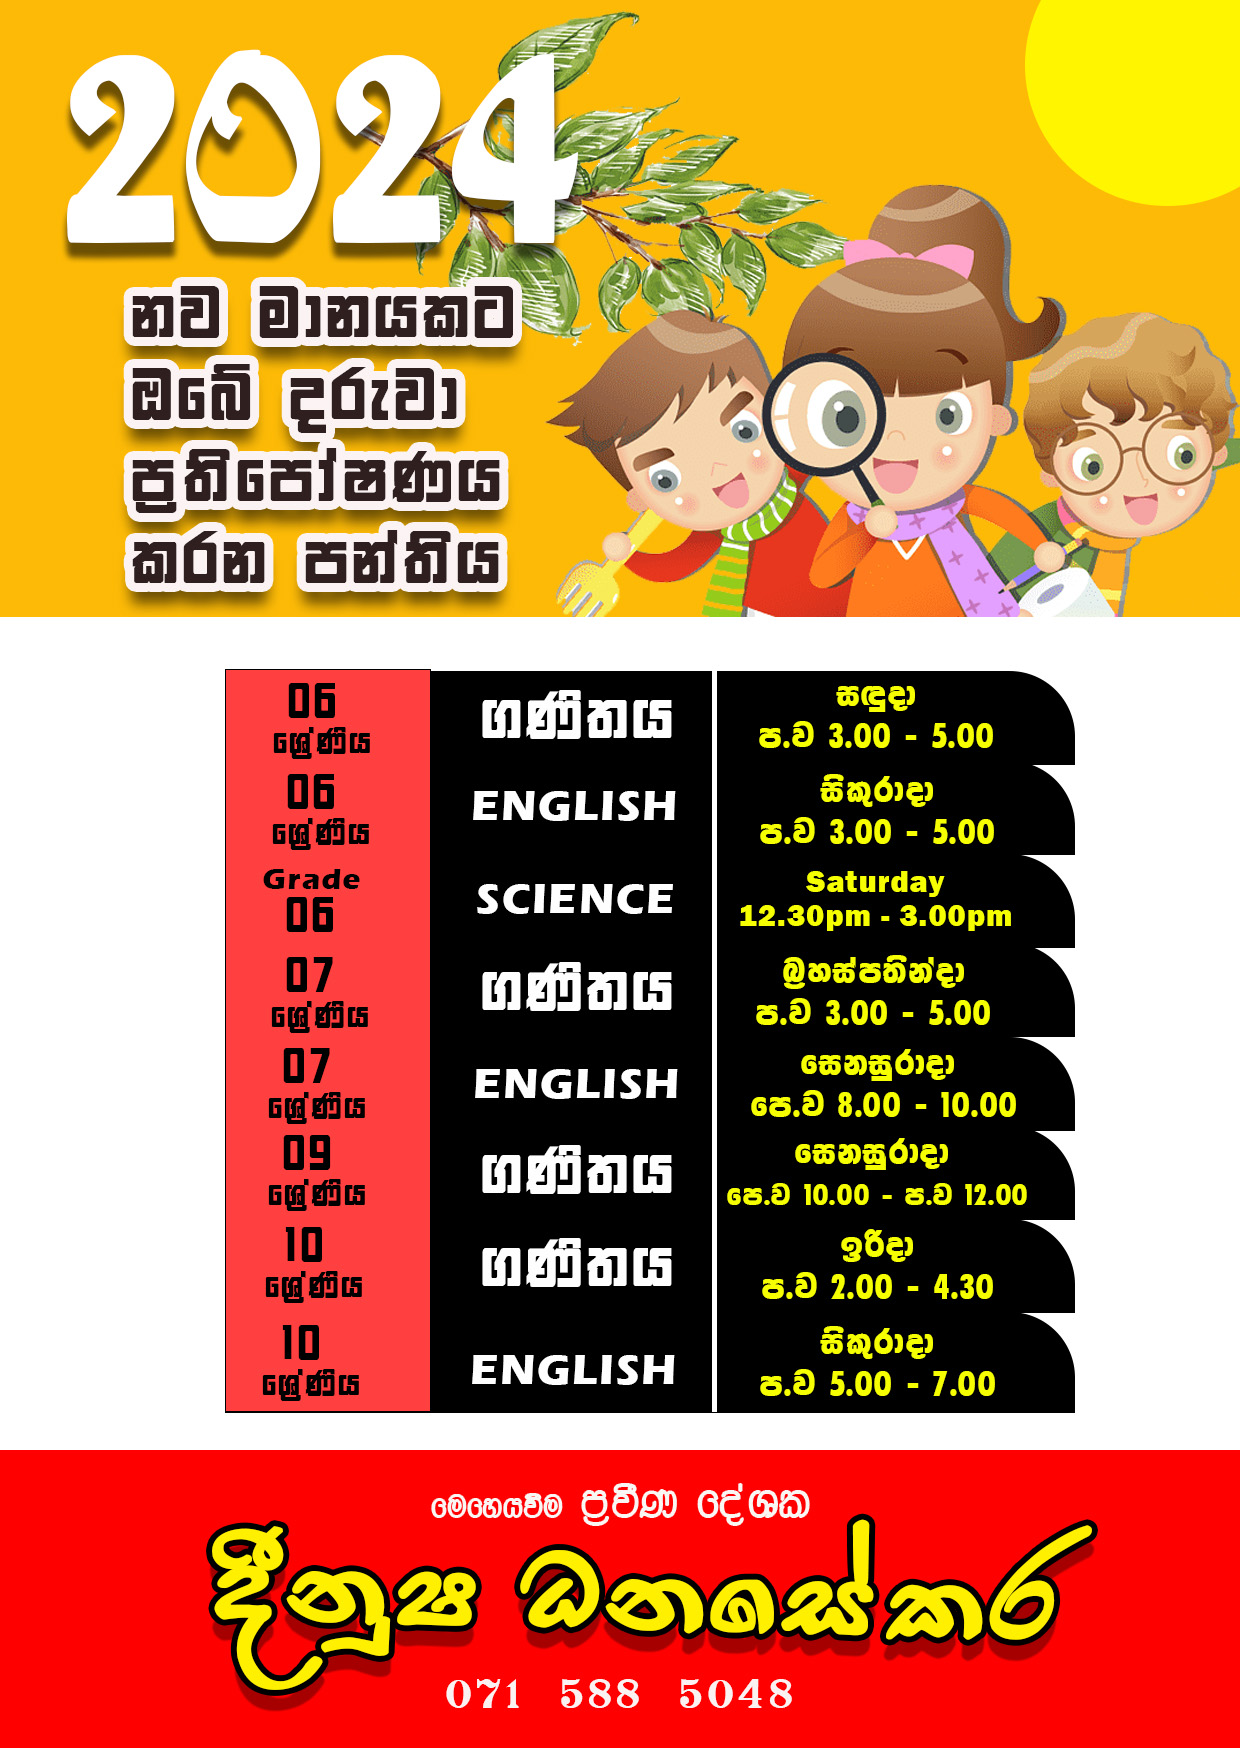 2024
නව මානයකට
ඔබේ දරුවා
ප්‍රතිපෝෂණය
කරන පන්තිය
06 ශ්‍රේණිය
ගණිතය
සඳුදා
ප.ව 3.00 - 5.00
06 ශ්‍රේණිය
ENGLISH
සිකුරාදා
ප.ව 3.00 - 5.00
Grade 06
SCIENCE
Saturday
12.30pm - 3.00pm
07 ශ්‍රේණිය
ගණිතය
බ්‍රහස්පතින්දා
ප.ව 3.00 - 5.00
07 ශ්‍රේණිය
ENGLISH
සෙනසුරාදා
පෙ.ව 8.00 - 10.00
09 ශ්‍රේණිය
ගණිතය
සෙනසුරාදා
පෙ.ව 10.00 - ප.ව 12.00
10 ශ්‍රේණිය
ගණිතය
ඉරිදා
ප.ව 2.00 - 4.30
10 ශ්‍රේණිය
ENGLISH
සිකුරාදා
ප.ව 5.00 - 7.00
මෙහෙයවීම ප්‍රවීණ දේශක
දීනූෂ ධනසේකර
071 588 5048